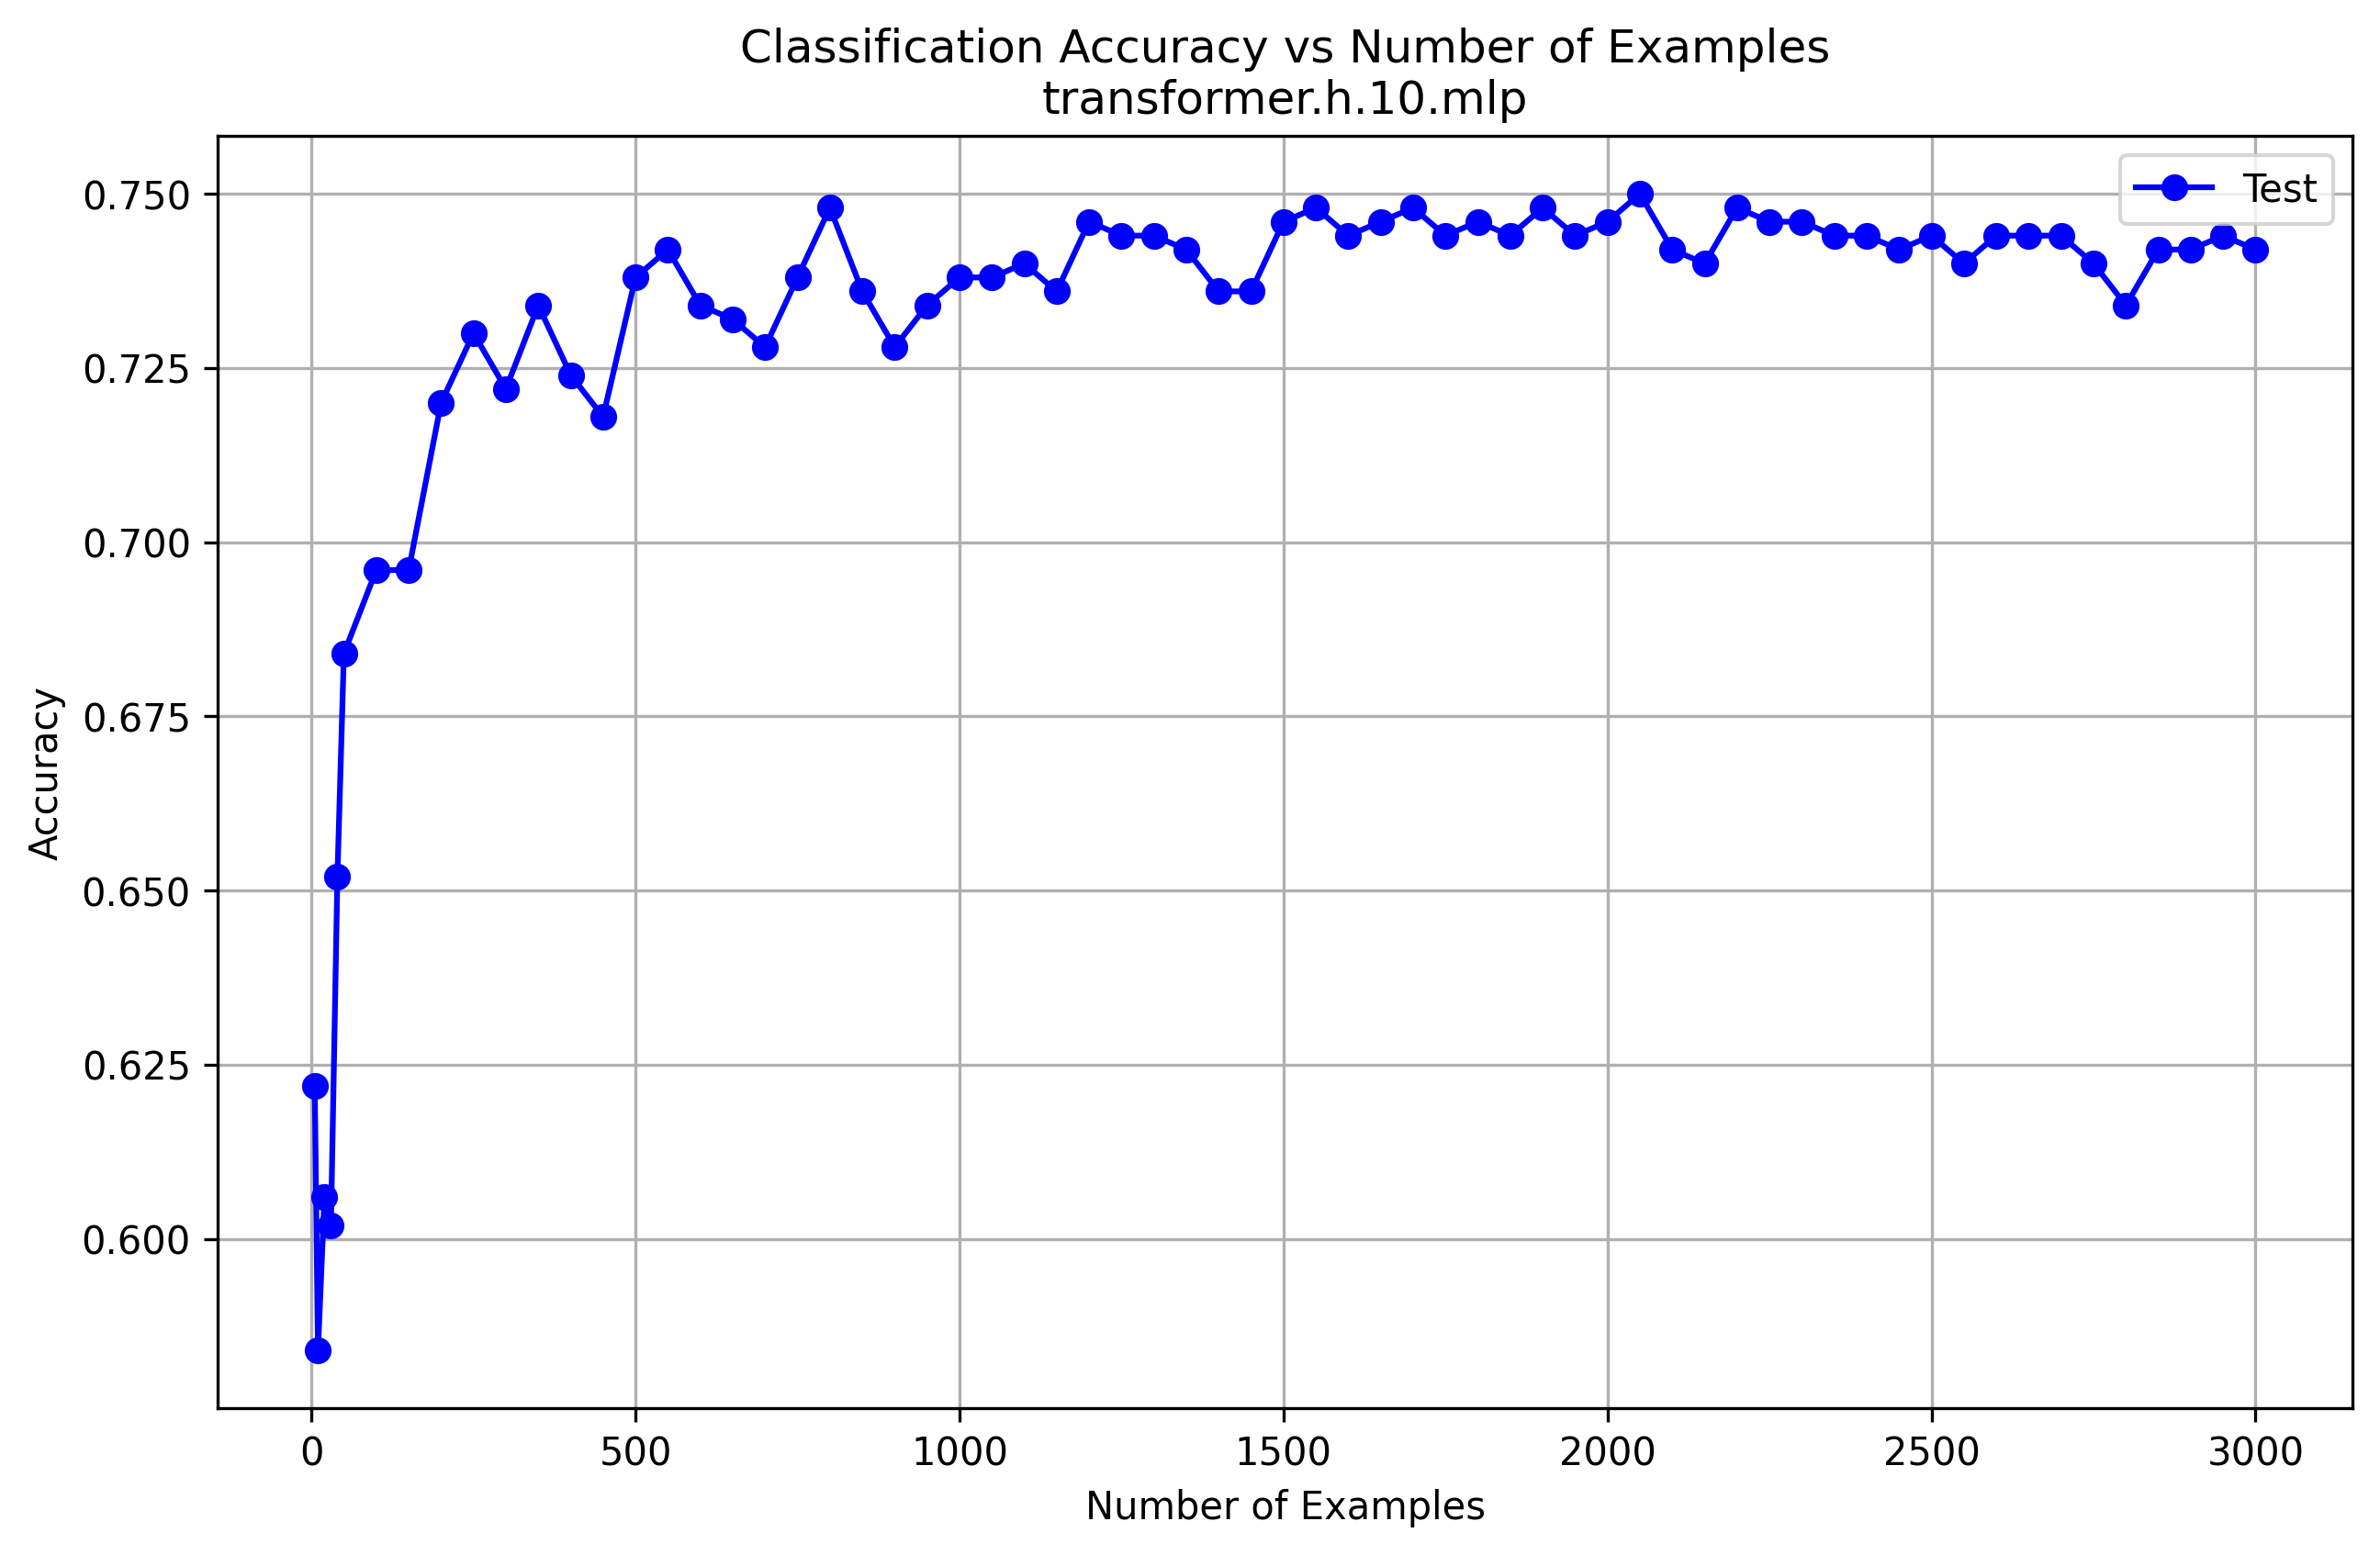 Classification Accuracy vs Number of Examples
transformer.h.10.mlp
Test
0.750
0.725
0.700
0.675
0.650
0.625
0.600
Accuracy
0 500 1000 1500 2000 2500 3000
Number of Examples